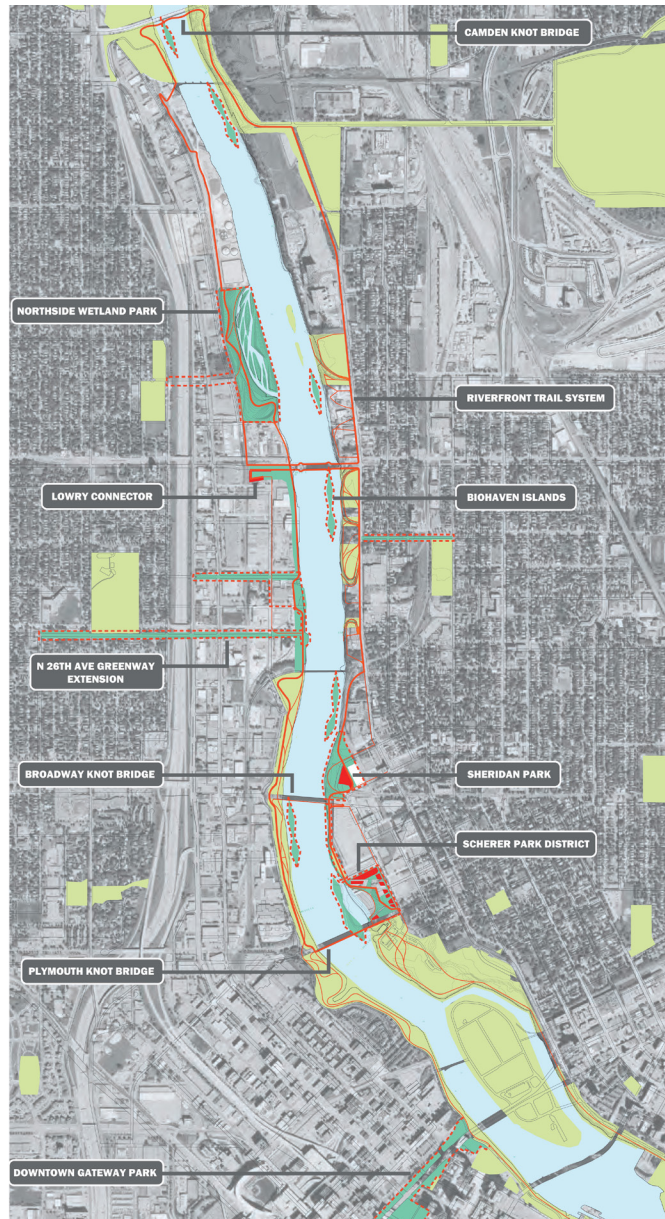 CAMDEN KNOT BRIDGE
NORTHSIDE WETLAND PARK
RIVERFRONT TRAIL SYSTEM
LOWRY CONNECTOR
BIOHAVEN ISLANDS
N 26TH AVE GREENWAY
EXTENSION
BROADWAY KNOT BRIDGE
SHERIDAN PARK
SCHERER PARK DISTRICT
PLYMOUTH KNOT BRIDGE
DOWNTOWN GATEWAY PARK